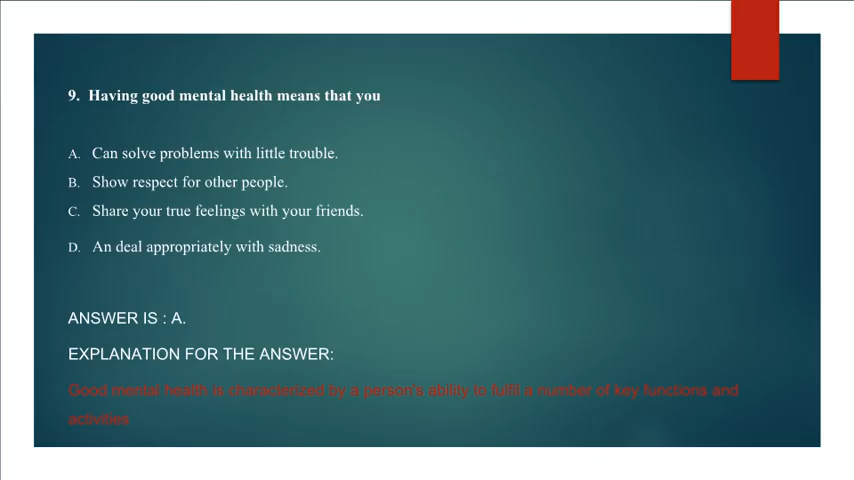 9. Having good mental health means that you
A. Can solve problems with little trouble.
B. Show respect for other people.
C. Share your true feelings with your friends.
D. An deal appropriately with sadness.
ANSWER IS : A.
EXPLANATION FOR THE ANSWER:
Good mental health is characterized by a person's ability to fulfil a number of key functions and
activities